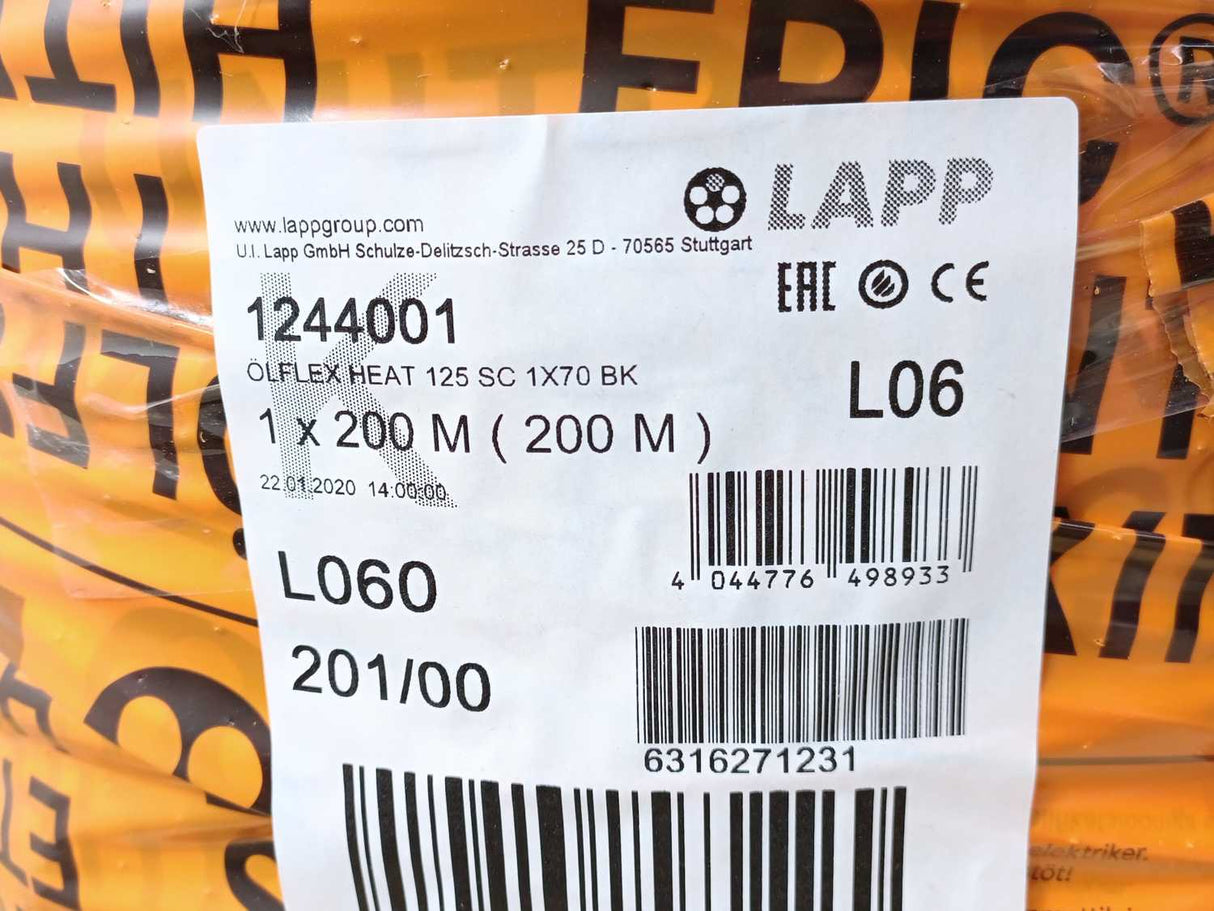 LAPP
www.lappgroup.com
U.I. Lapp GmbH Schulze-Delitzsch-Strasse 25 D - 70565 Stuttgart
EAC CE
K
1244001
ÖLFLEX HEAT 125 SC 1X70 BK
L06
1 x 200 M ( 200 M )
22.01.2020 14:00:00
4 044776 498933
L060
201/00
6316271231
elektriker.